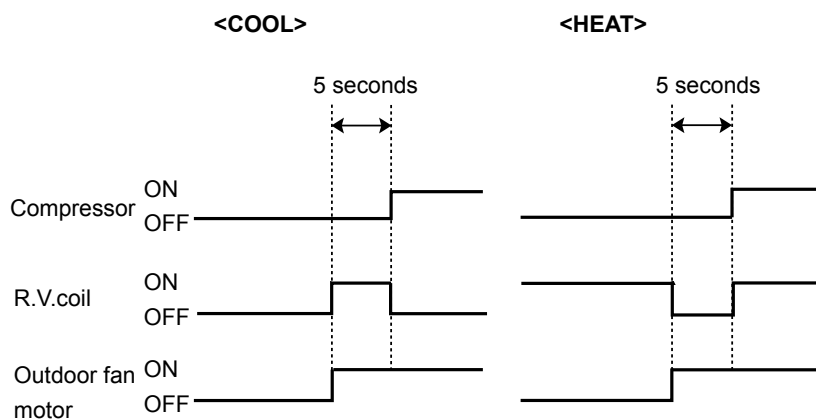 <COOL> <HEAT>
5 seconds 5 seconds
ON
Compressor
OFF
ON
R.V.coil
OFF
ON
Outdoor fan
motor
OFF